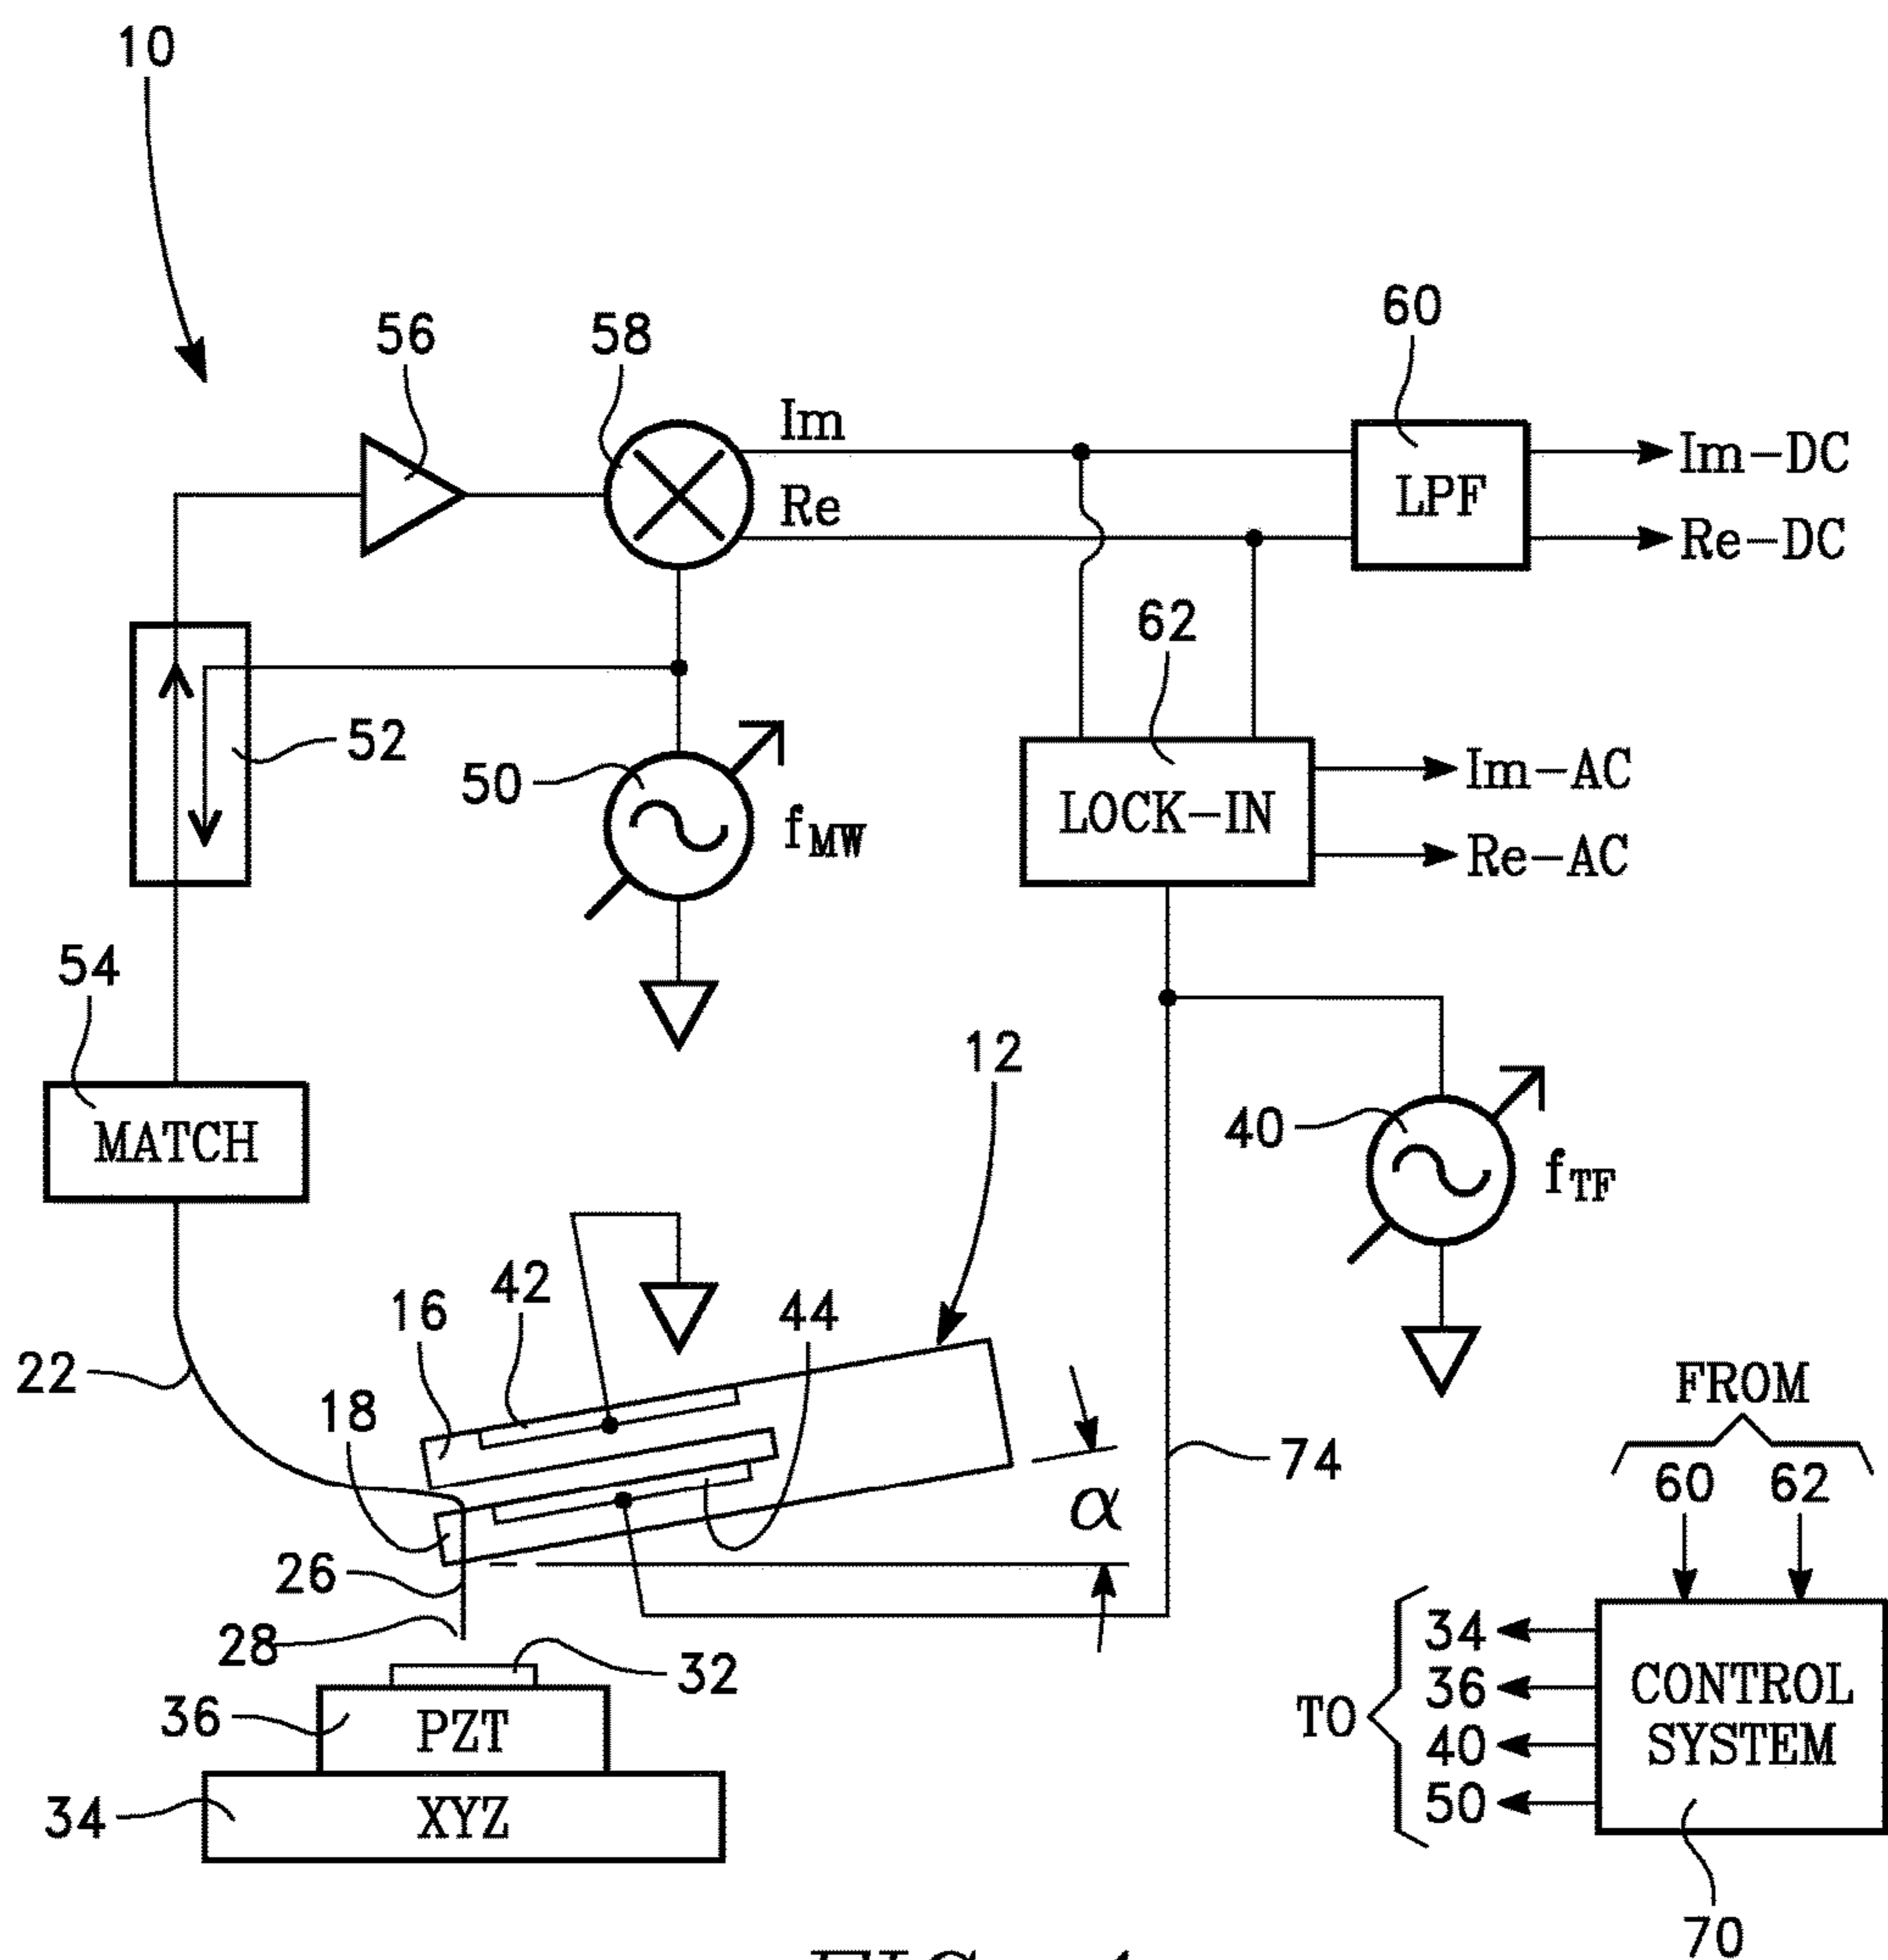 10
56
58
60
Im
Im-DC
LPF
Re
Re-DC
62
52
50
f_MW
Im-AC
LOCK-IN
Re-AC
54
12
MATCH
40
f_TF
42
16
44
22
18
FROM
60 62
74
α
26
28
32
34
36
PZT
TO
36
CONTROL
SYSTEM
40
34
XYZ
50
70